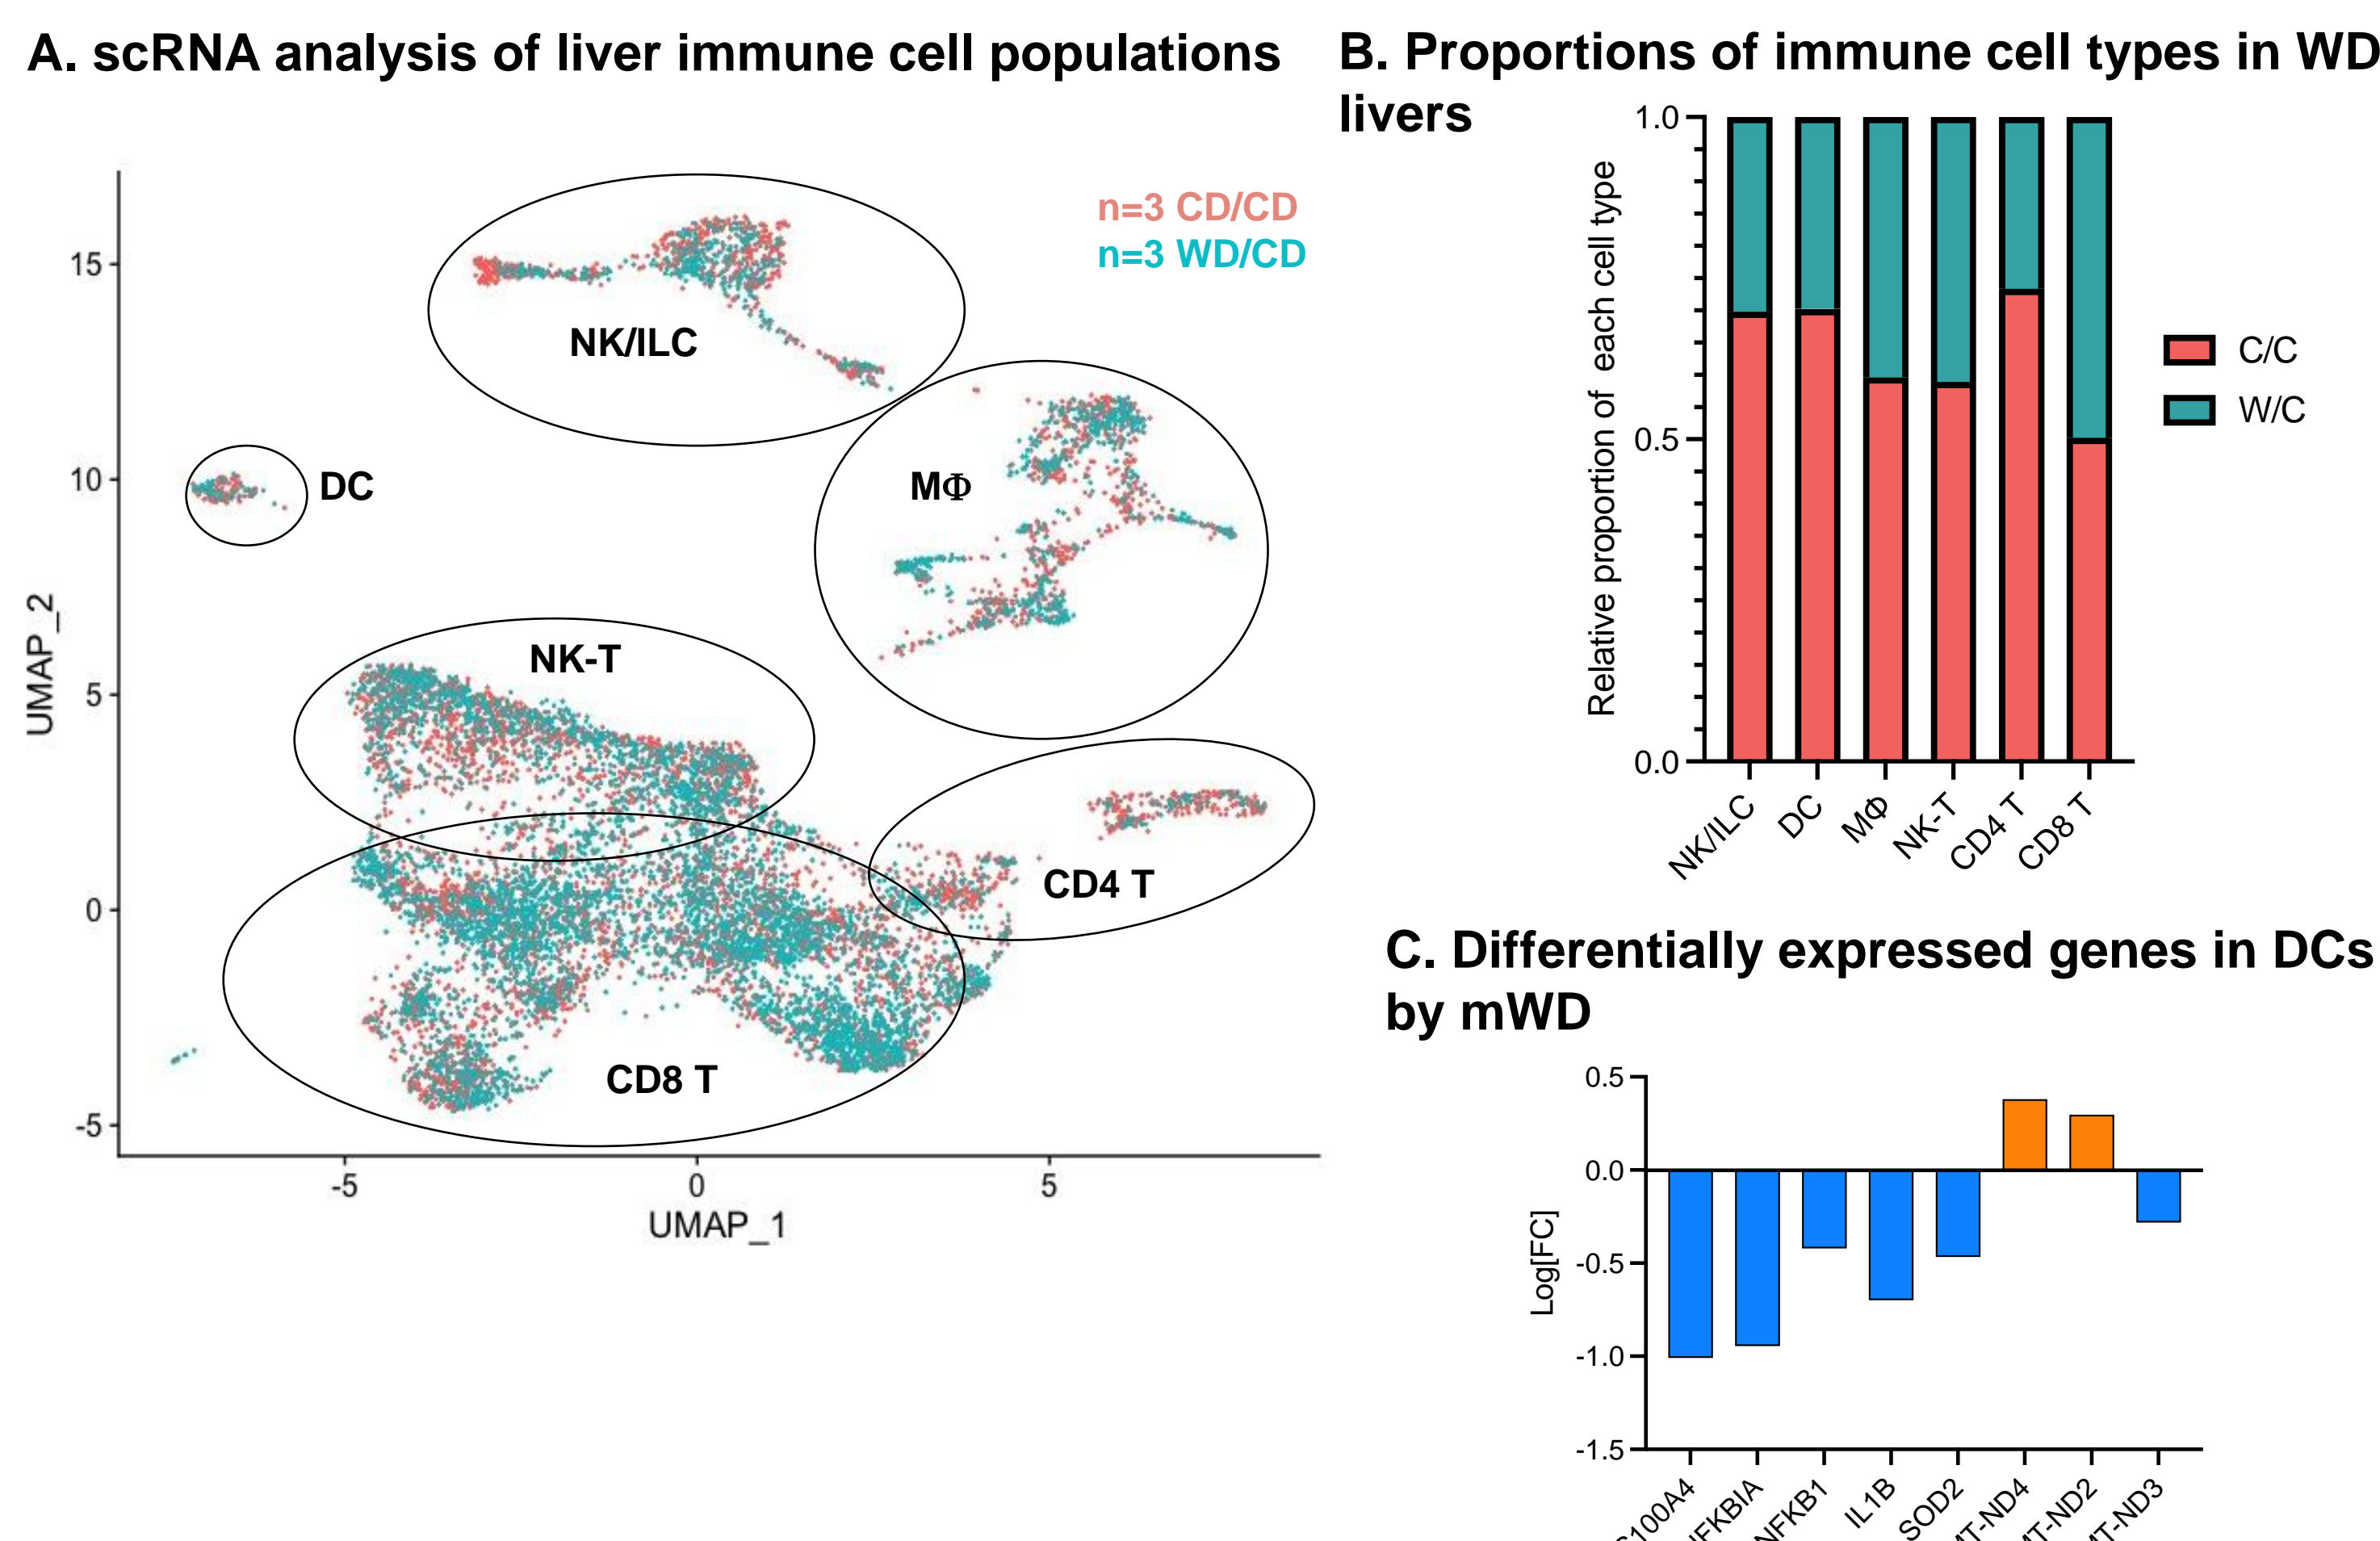 A. scRNA analysis of liver immune cell populations
n=3 CD/CD
n=3 WD/CD
NK/ILC
DC
MΦ
NK-T
CD4 T
CD8 T
15
10
5
0
-5
UMAP_2
-5
0
5
UMAP_1
B. Proportions of immune cell types in WD
livers
Relative proportion of each cell type
1.0
0.5
0.0
NK/ILC
DC
MΦ
NK-T
CD4 T
CD8 T
C/C
W/C
C. Differentially expressed genes in DCs
by mWD
Log[FC]
0.5
0.0
-0.5
-1.0
-1.5
S100A4
NFKB1
IL1B
SOD2